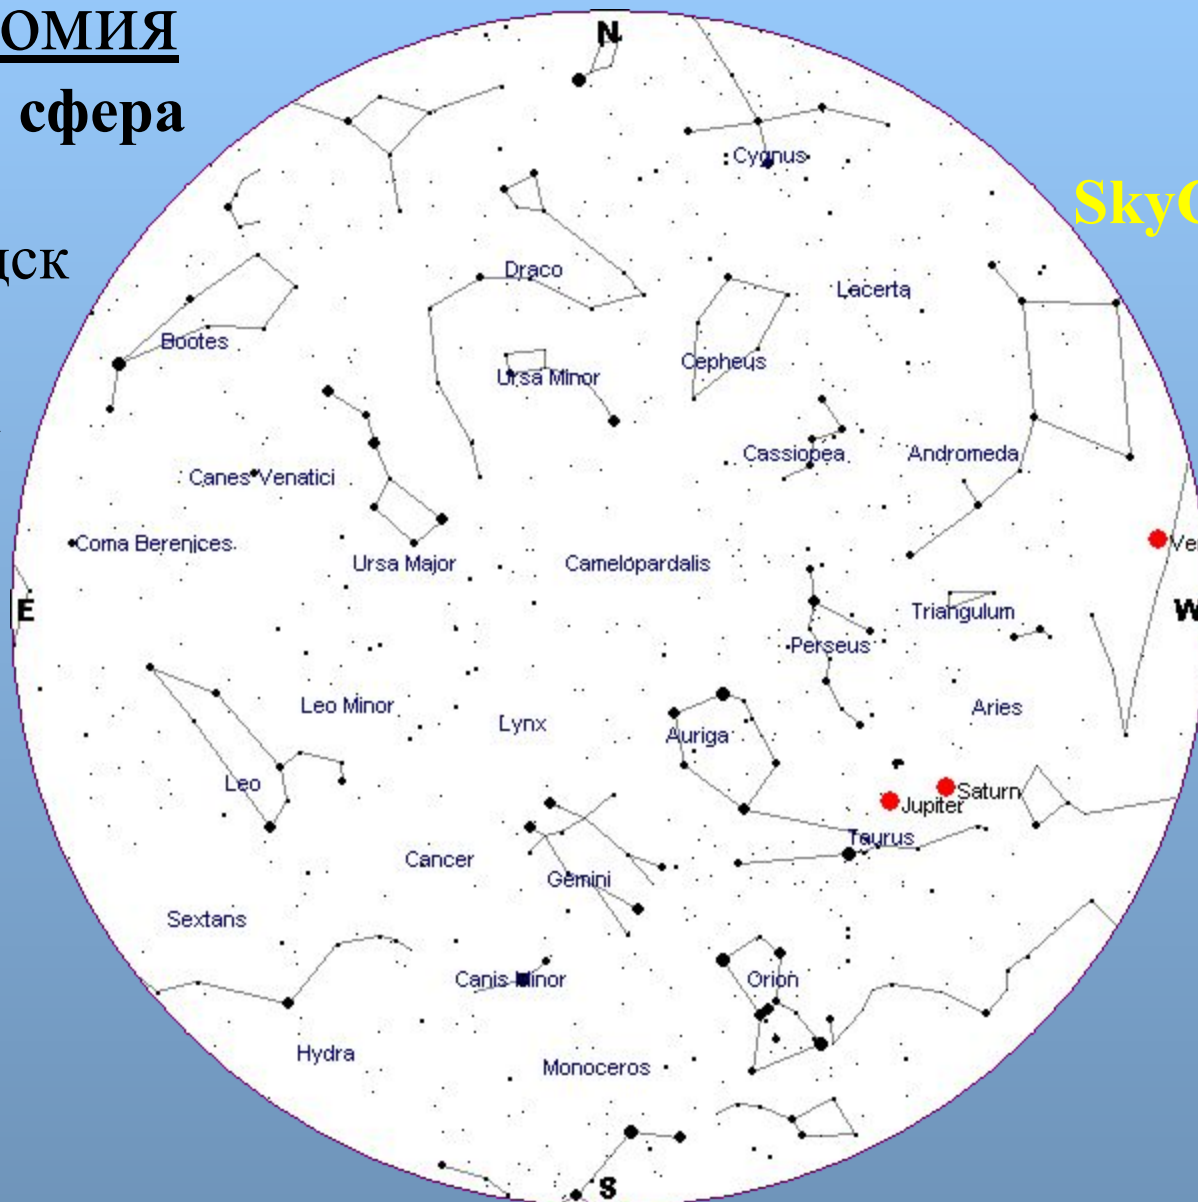 омия
сфера
SkyC
дск
N
Cygnus
Draco
Lacerta
Bootes
Ursa Minor
Cepheus
Cassiopea
Andromeda
Canes Venatici
Coma Berenices
Ursa Major
Camelopardalis
Ver
E
Triangulum
W
Perseus
Leo Minor
Lynx
Auriga
Aries
Leo
Jupiter
Saturn
Taurus
Cancer
Gemini
Sextans
Canis Minor
Orion
Hydra
Monoceros
S